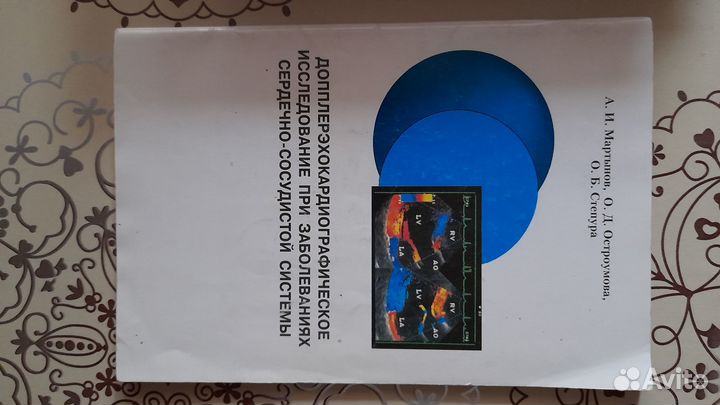 А. И. Мартынов, О. Д. Остроумова,
О. Б. Степура
RV
LV
AO
LA
RV
LV
AO
LA
ДОППЛЕРЭХОКАРДИОГРАФИЧЕСКОЕ
ИССЛЕДОВАНИЕ ПРИ ЗАБОЛЕВАНИЯХ
СЕРДЕЧНО-СОСУДИСТОЙ СИСТЕМЫ
Avito